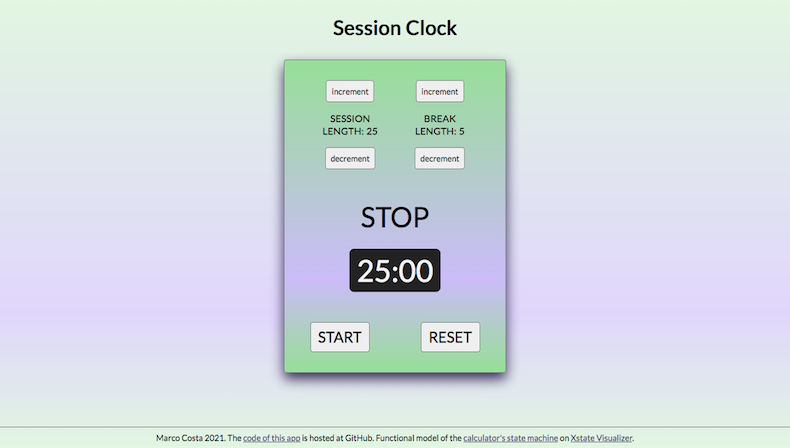 Session Clock
increment increment
SESSION BREAK
LENGTH: 25 LENGTH: 5
decrement decrement
STOP
25:00
START RESET
Marco Costa 2021. The code of this app is hosted at GitHub. Functional model of the calculator's state machine on Xstate Visualizer.